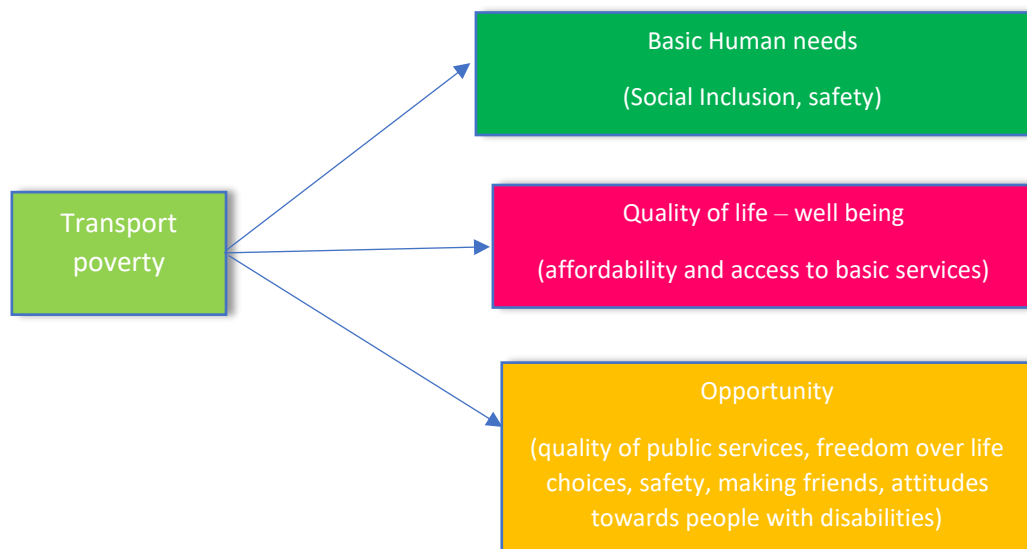 Basic Human needs
(Social Inclusion, safety)
Transport
poverty
Quality of life – well being
(affordability and access to basic services)
Opportunity
(quality of public services, freedom over life
choices, safety, making friends, attitudes
towards people with disabilities)